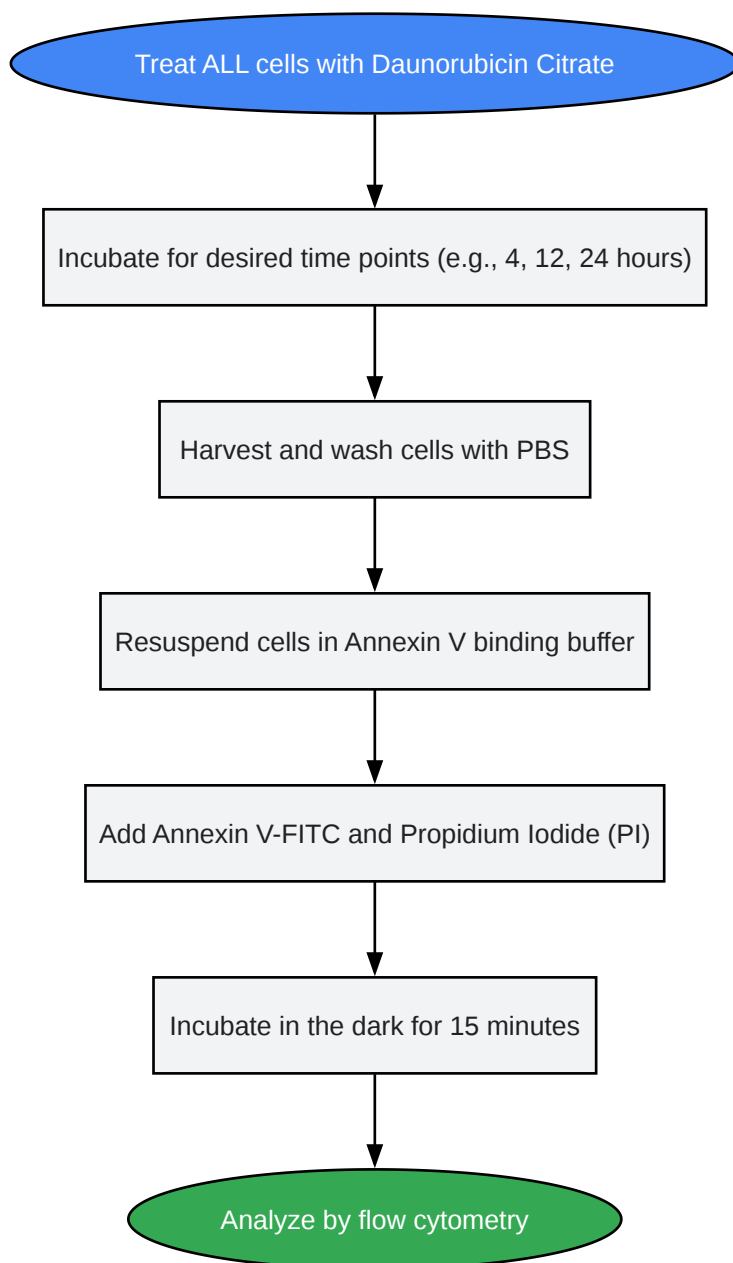 Treat ALL cells with Daunorubicin Citrate
Incubate for desired time points (e.g., 4, 12, 24 hours)
Harvest and wash cells with PBS
Resuspend cells in Annexin V binding buffer
Add Annexin V-FITC and Propidium Iodide (PI)
Incubate in the dark for 15 minutes
Analyze by flow cytometry